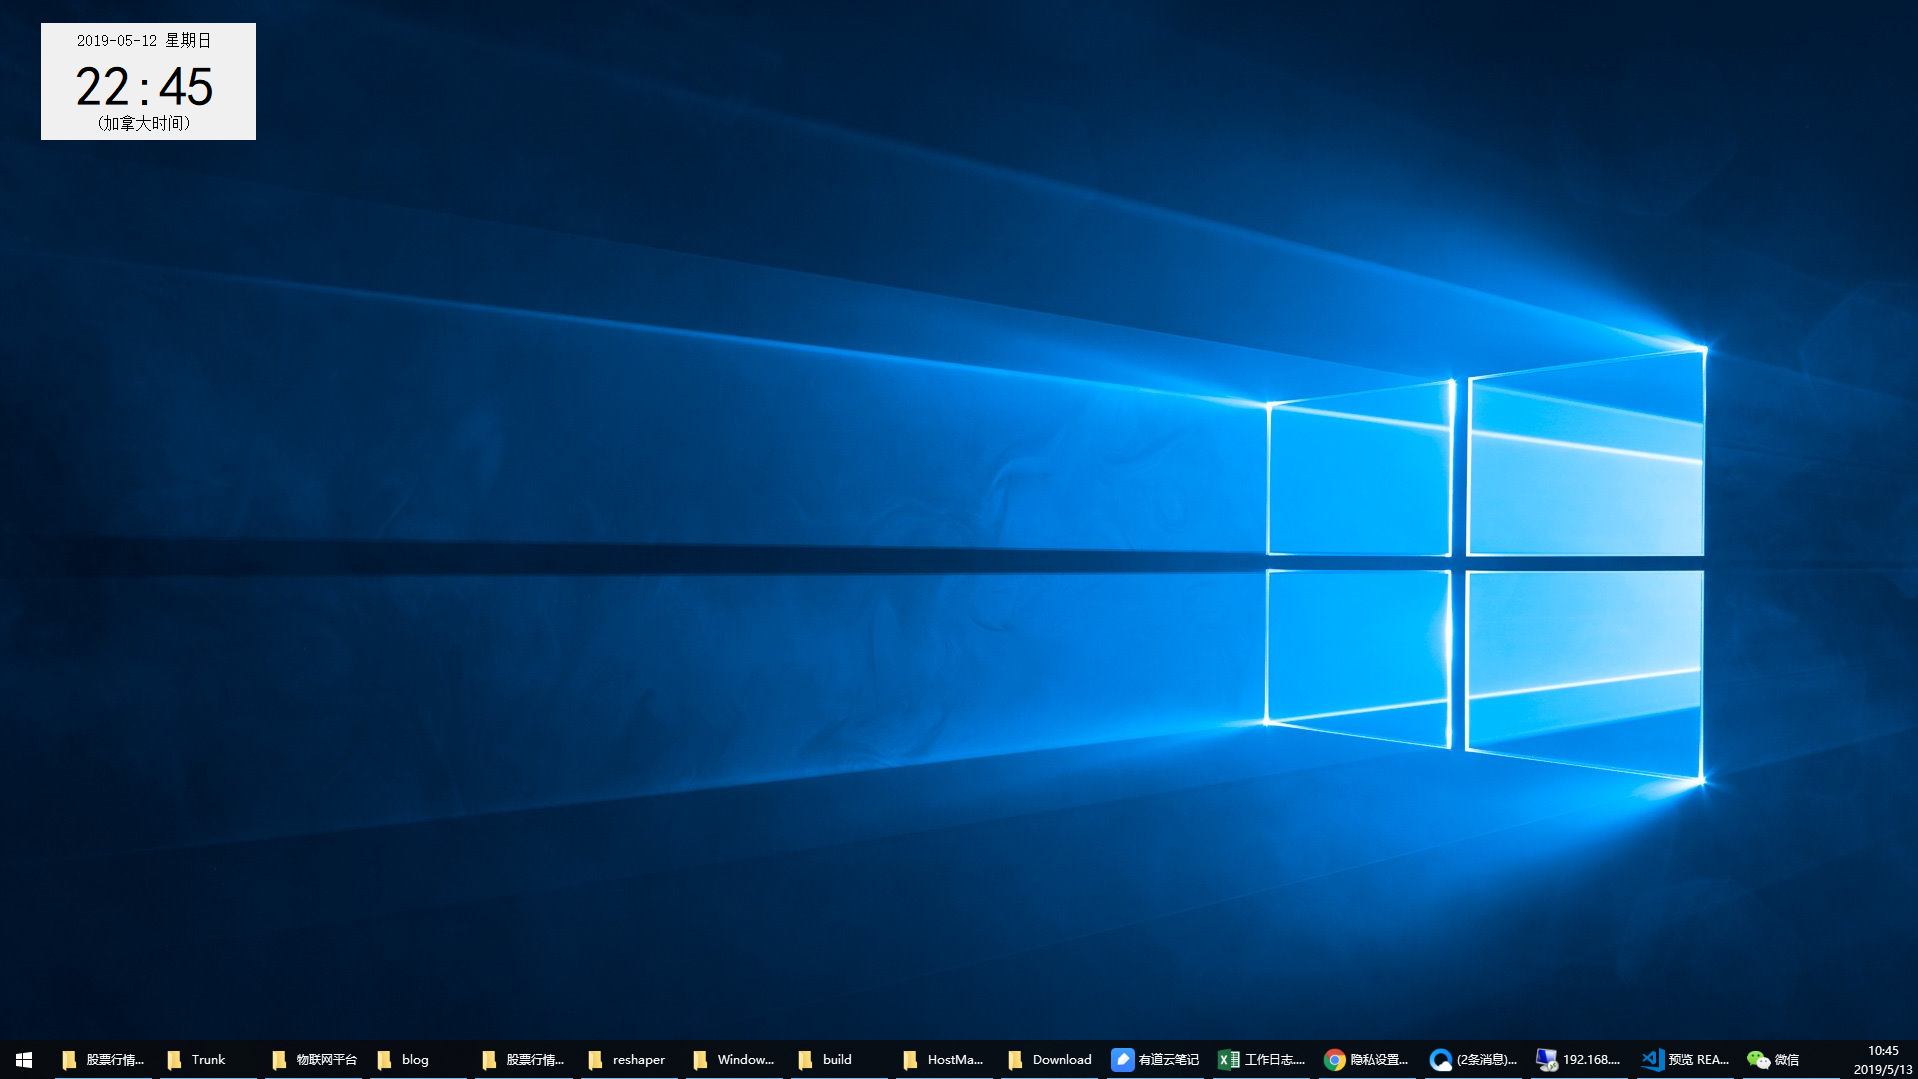 2019-05-12 星期日
22:45
(加拿大时间)
股票行情...
Trunk
物联网平台
blog
股票行情...
reshaper
Window...
build
HostMa...
Download
有道云笔记
工作日志....
隐私设置...
(2条消息)...
192.168....
预览 REA...
微信
10:45
2019/5/13